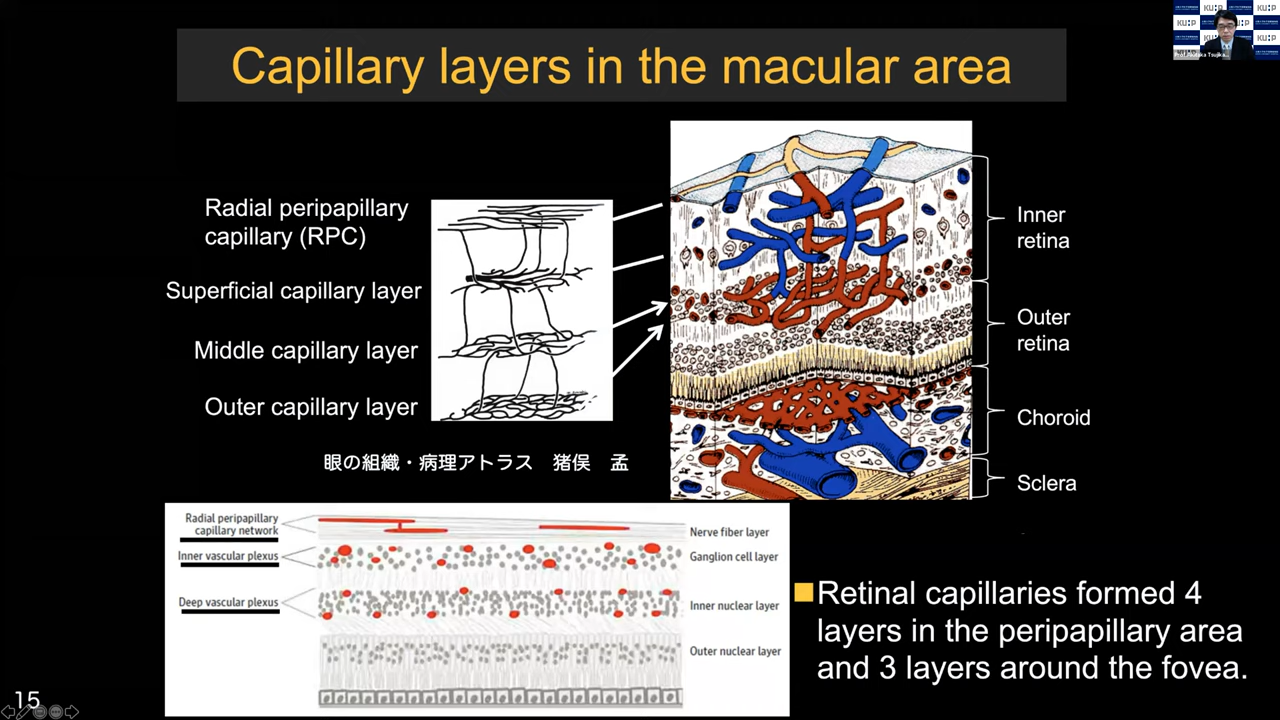 Capillary layers in the macular area
KU:P
Radial peripapillary
capillary (RPC)
Superficial capillary layer
Middle capillary layer
Outer capillary layer
Inner
retina
Outer
retina
Choroid
Sclera
眼の組織・病理アトラス 猪俣 孟
Radial peripapillary
capillary network
Inner vascular plexus
Deep vascular plexus
Nerve fiber layer
Ganglion cell layer
Inner nuclear layer
Outer nuclear layer
Retinal capillaries formed 4
layers in the peripapillary area
and 3 layers around the fovea.
15